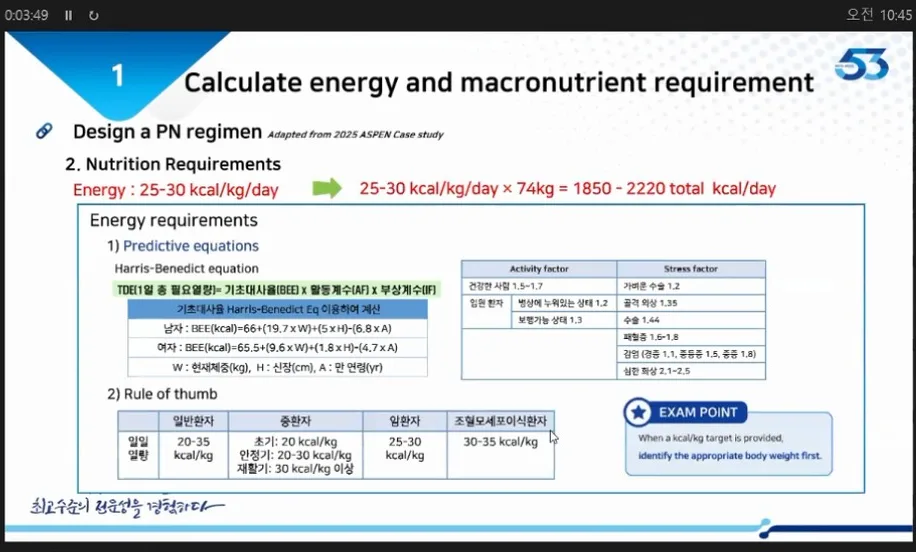 0:03:49
오전 10:45
1
Calculate energy and macronutrient requirement
53
Design a PN regimen Adapted from 2025 ASPEN Case study
2. Nutrition Requirements
Energy : 25-30 kcal/kg/day
25-30 kcal/kg/day × 74kg = 1850 - 2220 total kcal/day
Energy requirements
1) Predictive equations
Harris-Benedict equation
TDE(1일 총 필요열량)= 기초대사율(BEE) x 활동계수(AF) x 부상계수(IF)
기초대사율 Harris-Benedict Eq 이용하여 계산
남자 : BEE(kcal)=66+(19.7 x W)+(5 x H)-(6.8 x A)
여자 : BEE(kcal)=65.5+(9.6 x W)+(1.8 x H)-(4.7 x A)
W : 현재체중(kg), H : 신장(cm), A : 만 연령(yr)
Activity factor
Stress factor
건강한 사람 1.5~1.7
가벼운 수술 1.2
입원 환자
병상에 누워있는 상태 1.2
골격 외상 1.35
보행가능 상태 1.3
수술 1.44
패혈증 1.6-1.8
감염 (경증 1.1, 중등증 1.5, 중증 1.8)
심한 화상 2.1~2.5
2) Rule of thumb
일반환자
중환자
암환자
조혈모세포이식환자
일일
열량
20-35
kcal/kg
초기: 20 kcal/kg
안정기: 20-30 kcal/kg
재활기: 30 kcal/kg 이상
25-30
kcal/kg
30-35 kcal/kg
EXAM POINT
When a kcal/kg target is provided,
identify the appropriate body weight first.
최고수준의 전문성을 경험하다